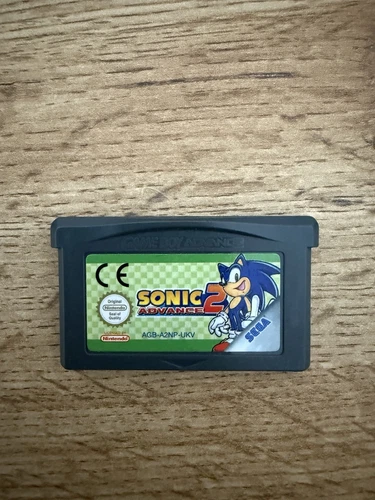 GAME BOY ADVANCE
CE
Original
Nintendo
Seal of
Quality
SONIC
ADVANCE 2
Nintendo
AGB-A2NP-UKV
SEGA